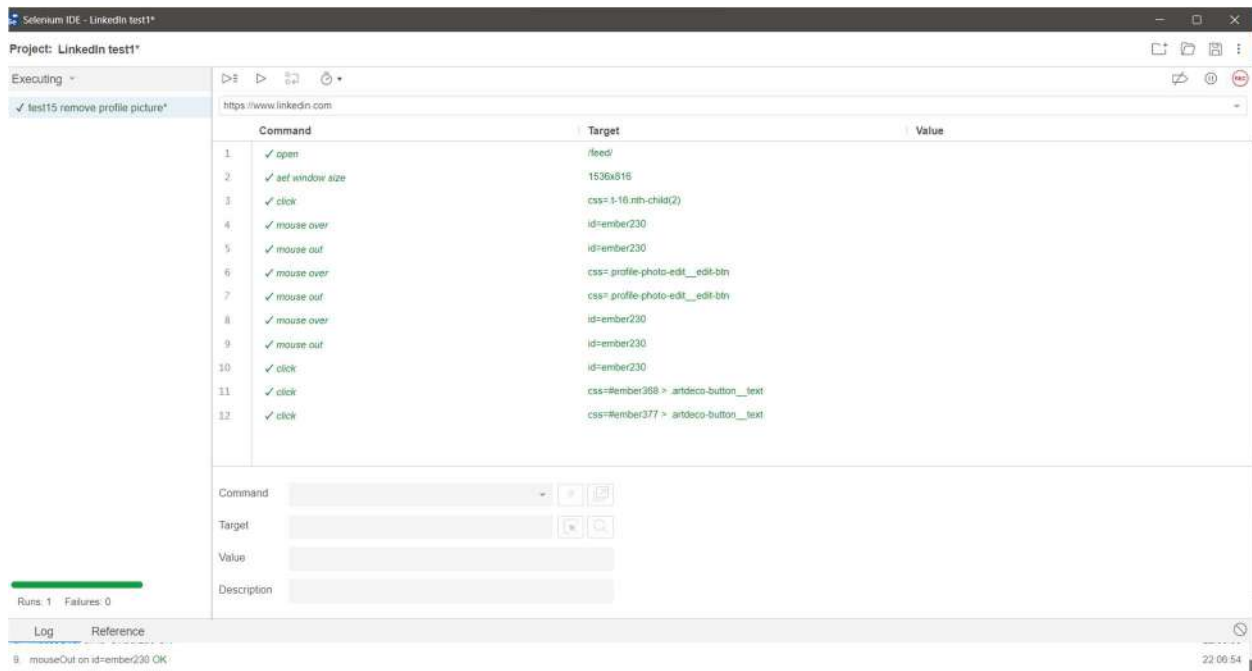 Selenium IDE - LinkedIn test1*
Project: LinkedIn test1*
Executing
✓ test15 remove profile picture*
REC
https://www.linkedin.com
Command Target Value
1 ✓ open /feed/
2 ✓ set window size 1536x816
3 ✓ click css=.t-16:nth-child(2)
4 ✓ mouse over id=ember230
5 ✓ mouse out id=ember230
6 ✓ mouse over css=.profile-photo-edit__edit-btn
7 ✓ mouse out css=.profile-photo-edit__edit-btn
8 ✓ mouse over id=ember230
9 ✓ mouse out id=ember230
10 ✓ click id=ember230
11 ✓ click css=#ember368 > .artdeco-button__text
12 ✓ click css=#ember377 > .artdeco-button__text
Command
Target
Value
Description
Runs: 1 Failures: 0
Log Reference
9. mouseOut on id=ember230 OK 22:06:54